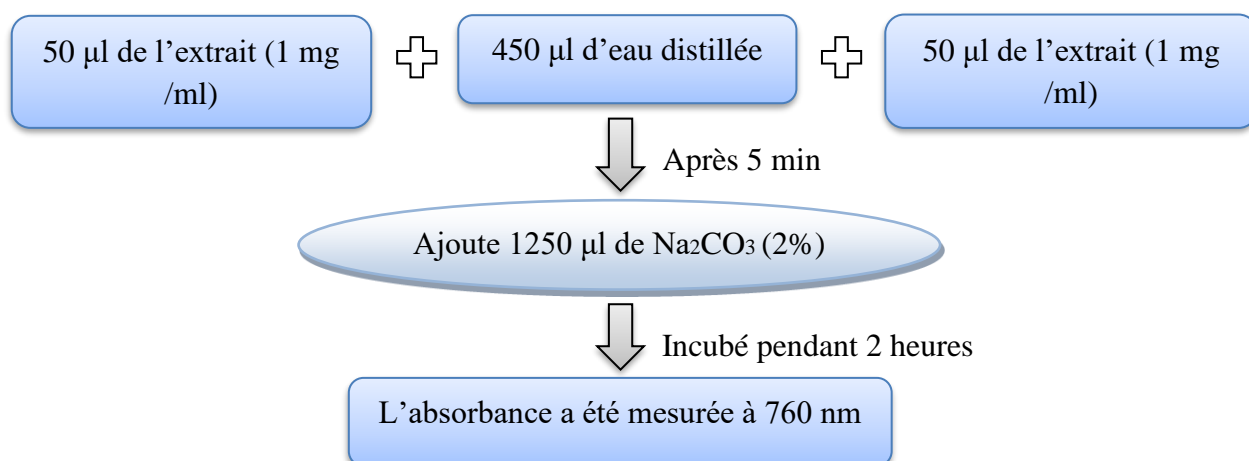 50 µl de l’extrait (1 mg
/ml)
450 µl d’eau distillée
50 µl de l’extrait (1 mg
/ml)
Après 5 min
Ajoute 1250 µl de Na₂CO₃ (2%)
Incubé pendant 2 heures
L’absorbance a été mesurée à 760 nm